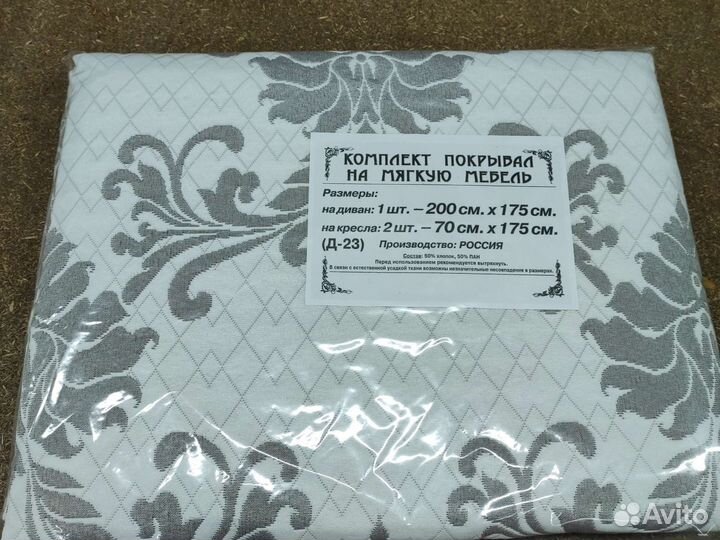 КОМПЛЕКТ ПОКРЫВАЛ
НА МЯГКУЮ МЕБЕЛЬ
Размеры:
на диван: 1 шт. – 200 см. х 175 см.
на кресла: 2 шт. – 70 см. х 175 см.
(Д-23) Производство: РОССИЯ
Состав: 50% хлопок, 50% ПАН
Перед использованием рекомендуется вытряхнуть.
В связи с естественной усадкой ткани возможны незначительные несовпадения в размерах.
Avito